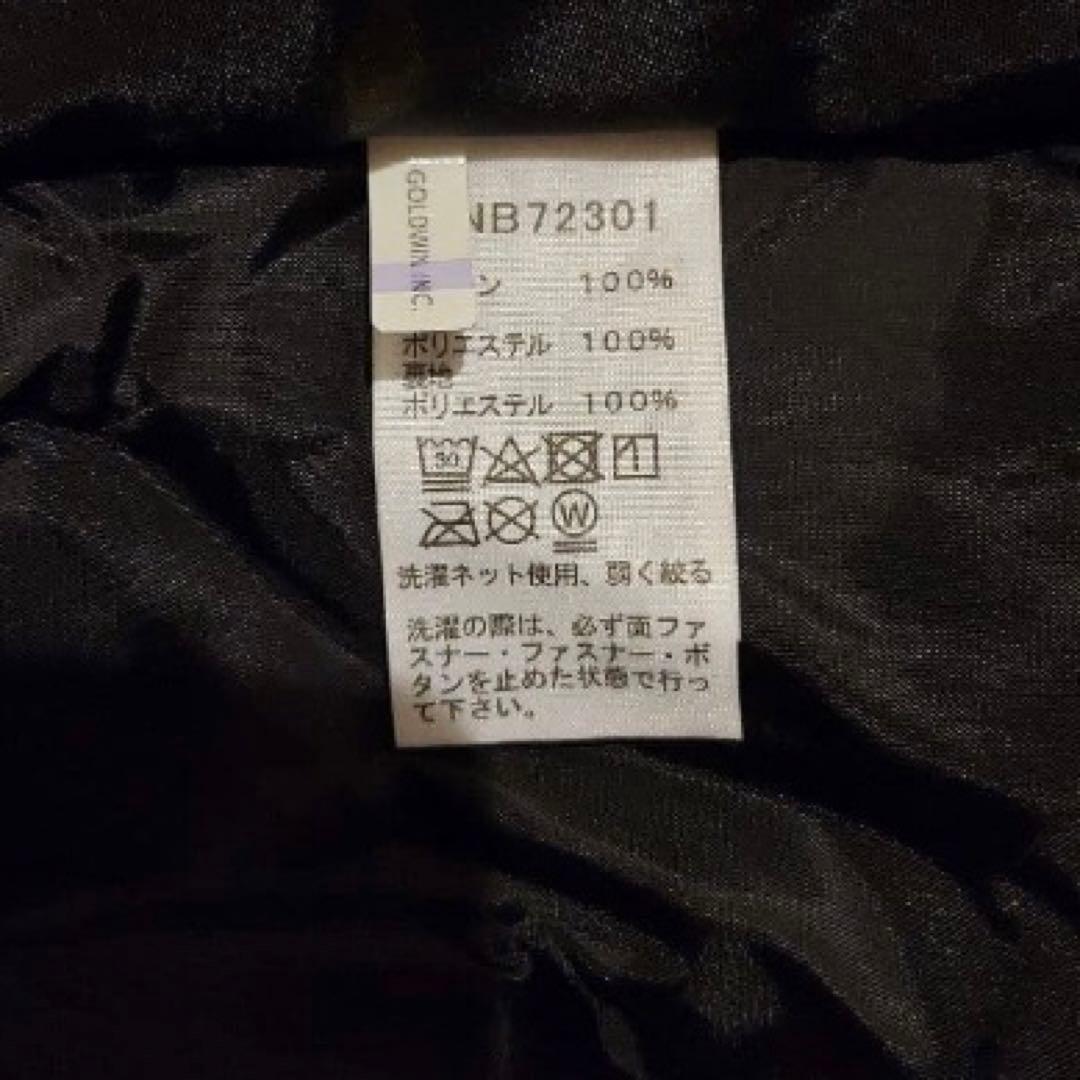 GOLDWIN INC.
NB72301
ン 100%
ポリエステル 100%
裏地
ポリエステル 100%
30
W
洗濯ネット使用、弱く絞る
洗濯の際は、必ず面ファ
スナー・ファスナー・ボ
タンを止めた状態で行っ
て下さい。